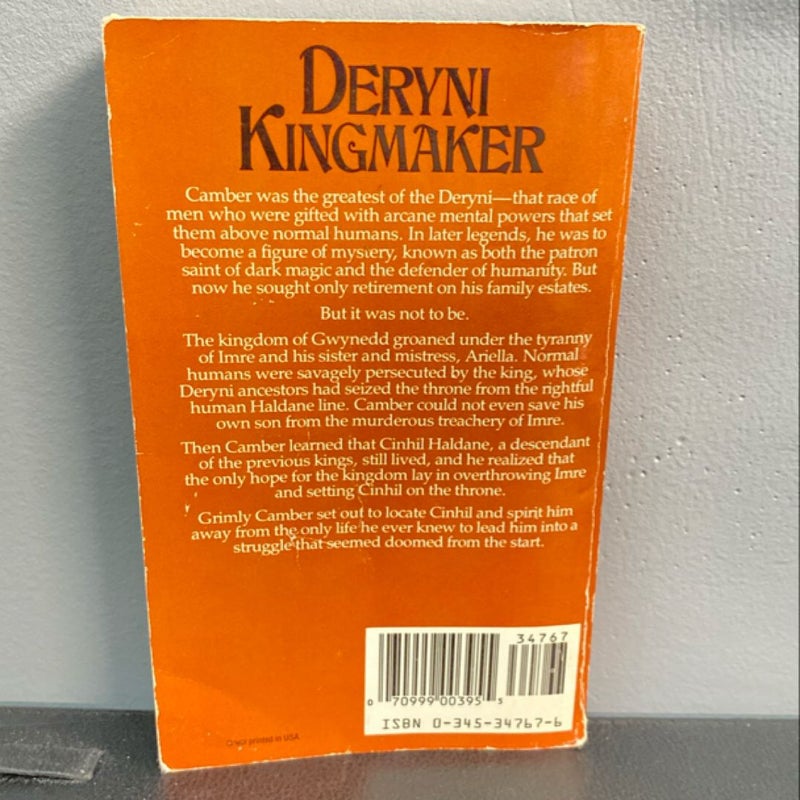 DERYNI
KINGMAKER
Camber was the greatest of the Deryni—that race of
men who were gifted with arcane mental powers that set
them above normal humans. In later legends, he was to
become a figure of mystery, known as both the patron
saint of dark magic and the defender of humanity. But
now he sought only retirement on his family estates.
But it was not to be.
The kingdom of Gwynedd groaned under the tyranny
of Imre and his sister and mistress, Ariella. Normal
humans were savagely persecuted by the king, whose
Deryni ancestors had seized the throne from the rightful
human Haldane line. Camber could not even save his
own son from the murderous treachery of Imre.
Then Camber learned that Cinhil Haldane, a descendant
of the previous kings, still lived, and he realized that
the only hope for the kingdom lay in overthrowing Imre
and setting Cinhil on the throne.
Grimly Camber set out to locate Cinhil and spirit him
away from the only life he ever knew to lead him into a
struggle that seemed doomed from the start.
34767
0 70999 00395 5
ISBN 0-345-34767-6
printed in USA